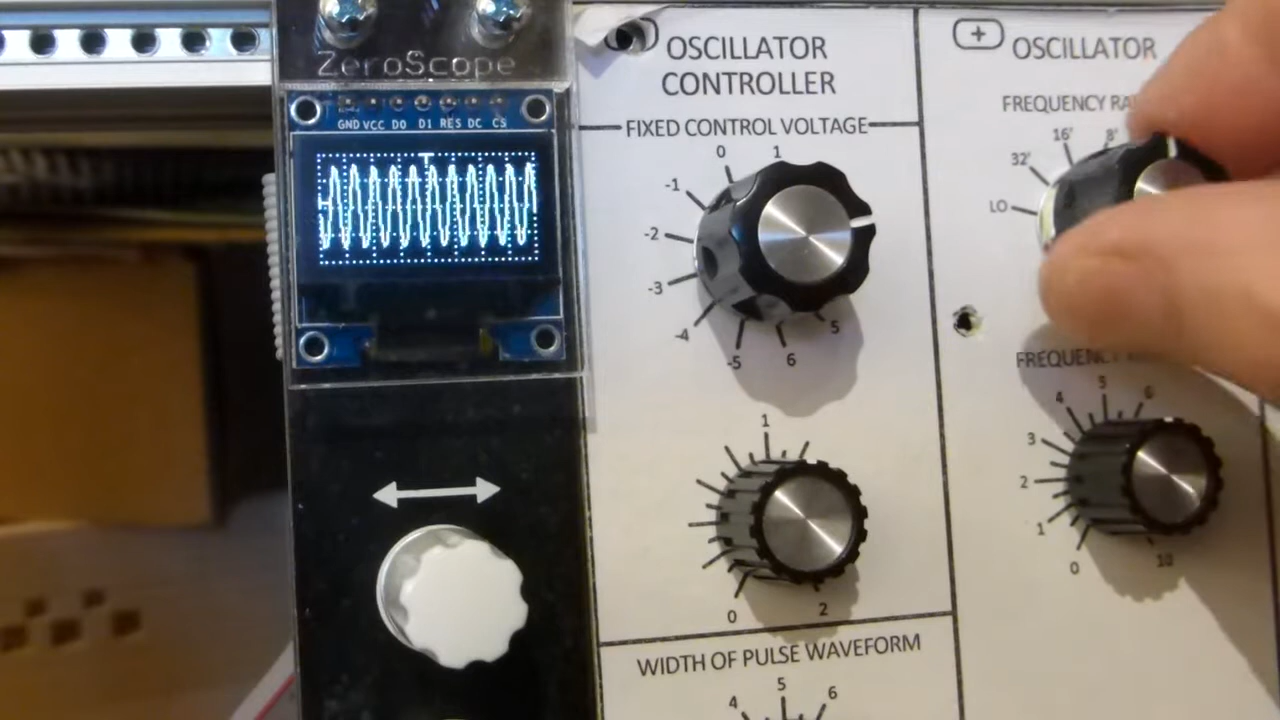 ZeroScope
GND VCC D0 D1 RES DC CS
T
OSCILLATOR
CONTROLLER
FIXED CONTROL VOLTAGE
0 1
-1
-2
-3
-4
-5 6 5
1
0 2
WIDTH OF PULSE WAVEFORM
4 5 6
+
OSCILLATOR
FREQUENCY
16' 8'
32'
LO
FREQUENCY
4 5 6
3
2
1
0 10